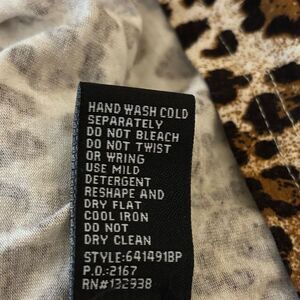 HAND WASH COLD
SEPARATELY
DO NOT BLEACH
DO NOT TWIST
OR WRING
USE MILD
DETERGENT
RESHAPE AND
DRY FLAT
COOL IRON
DO NOT
DRY CLEAN
STYLE:641491BP
P.O.:2167
RN#132938